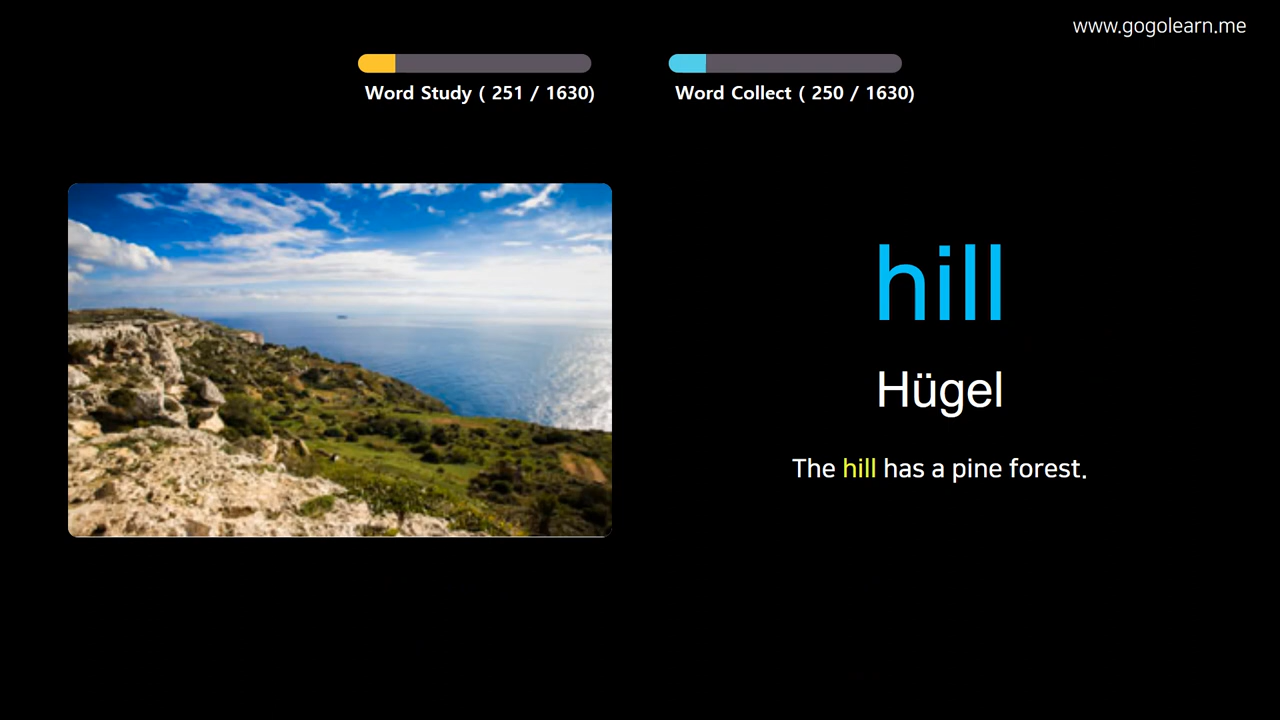 www.gogolearn.me
Word Study ( 251 / 1630)
Word Collect ( 250 / 1630)
hill
Hügel
The hill has a pine forest.